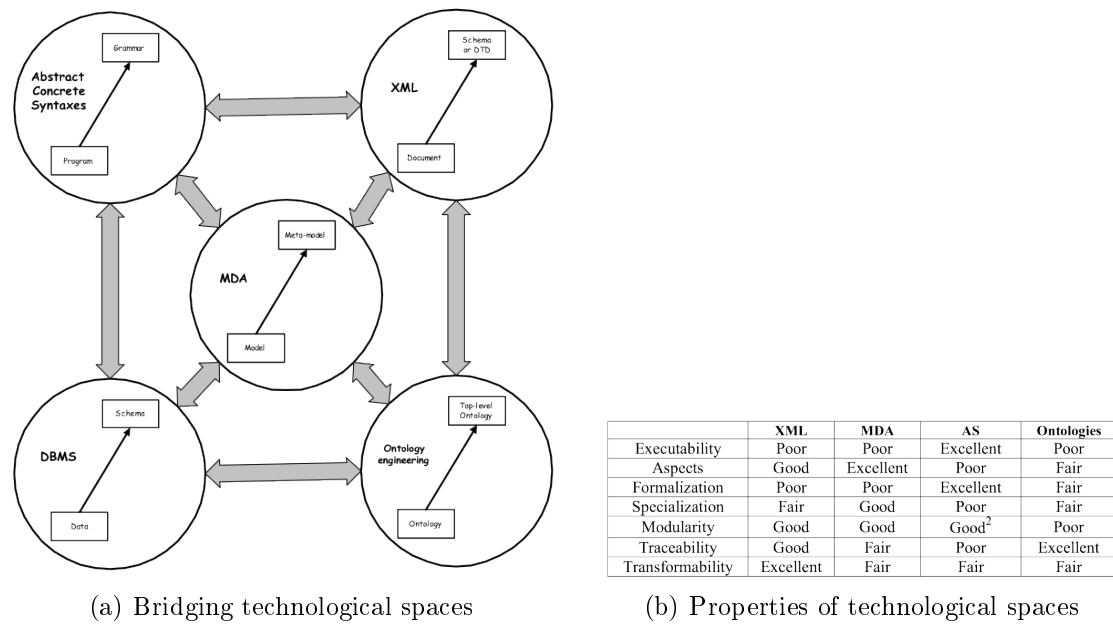 Grammar
Abstract
Concrete
Syntaxes
Program
Schema
or DTD
XML
Document
Meta-model
MDA
Model
Schema
DBMS
Data
Top-level
Ontology
Ontology
engineering
Ontology
XML MDA AS Ontologies
Executability Poor Poor Excellent Poor
Aspects Good Excellent Poor Fair
Formalization Poor Poor Excellent Fair
Specialization Fair Good Poor Fair
Modularity Good Good Good² Poor
Traceability Good Fair Poor Excellent
Transformability Excellent Fair Fair Fair
(a) Bridging technological spaces
(b) Properties of technological spaces